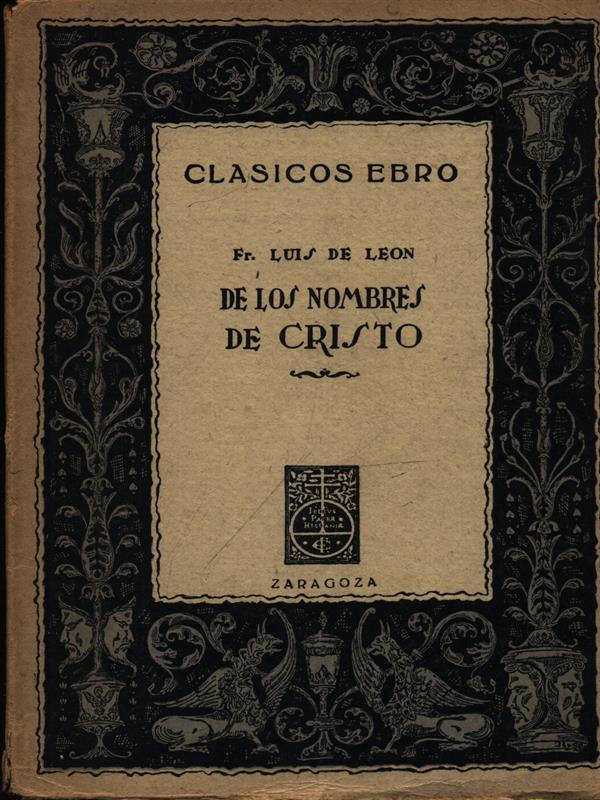 CLASICOS EBRO
Fr. LUIS DE LEON
DE LOS NOMBRES
DE CRISTO
ZARAGOZA